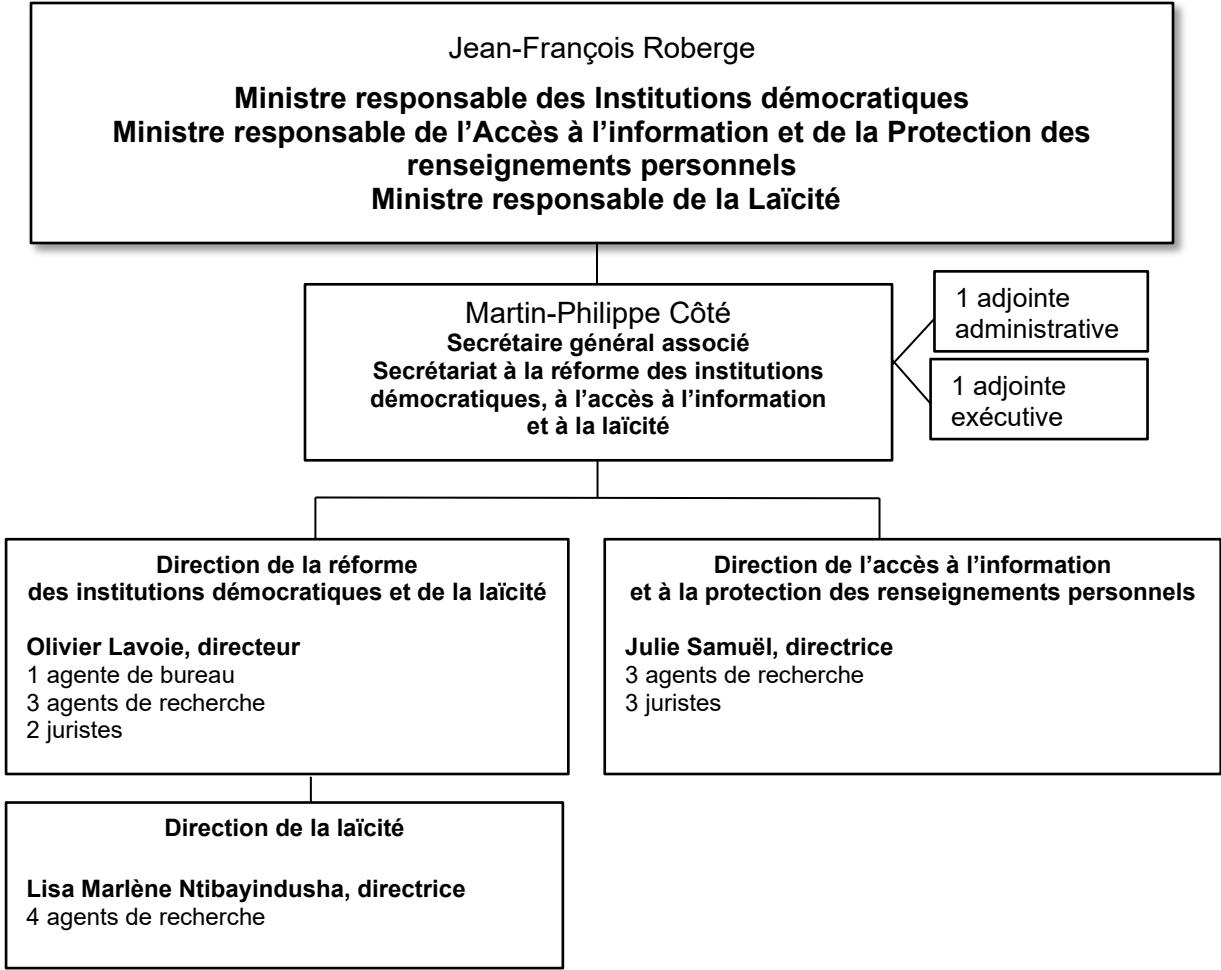 Jean-François Roberge
Ministre responsable des Institutions démocratiques
Ministre responsable de l’Accès à l’information et de la Protection des
renseignements personnels
Ministre responsable de la Laïcité
Martin-Philippe Côté
Secrétaire général associé
Secrétariat à la réforme des institutions
démocratiques, à l’accès à l’information
et à la laïcité
1 adjointe
administrative
1 adjointe
exécutive
Direction de la réforme
des institutions démocratiques et de la laïcité
Olivier Lavoie, directeur
1 agente de bureau
3 agents de recherche
2 juristes
Direction de l’accès à l’information
et à la protection des renseignements personnels
Julie Samuël, directrice
3 agents de recherche
3 juristes
Direction de la laïcité
Lisa Marlène Ntibayindusha, directrice
4 agents de recherche